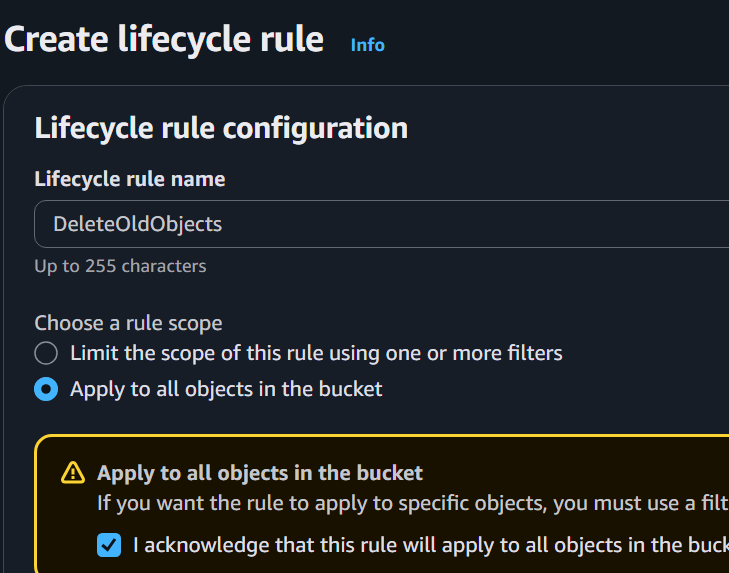 Create lifecycle rule Info
Lifecycle rule configuration
Lifecycle rule name
DeleteOldObjects
Up to 255 characters
Choose a rule scope
Limit the scope of this rule using one or more filters
Apply to all objects in the bucket
Apply to all objects in the bucket
If you want the rule to apply to specific objects, you must use a filt
I acknowledge that this rule will apply to all objects in the buck